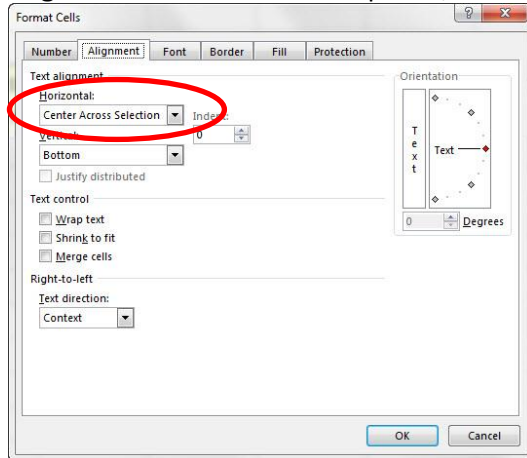 Format Cells
Number Alignment Font Border Fill Protection
Text alignment
Horizontal:
Center Across Selection
Indent:
Vertical:
0
Bottom
Justify distributed
Text control
Wrap text
Shrink to fit
Merge cells
Right-to-left
Text direction:
Context
Orientation
Text
Text
0 Degrees
OK Cancel